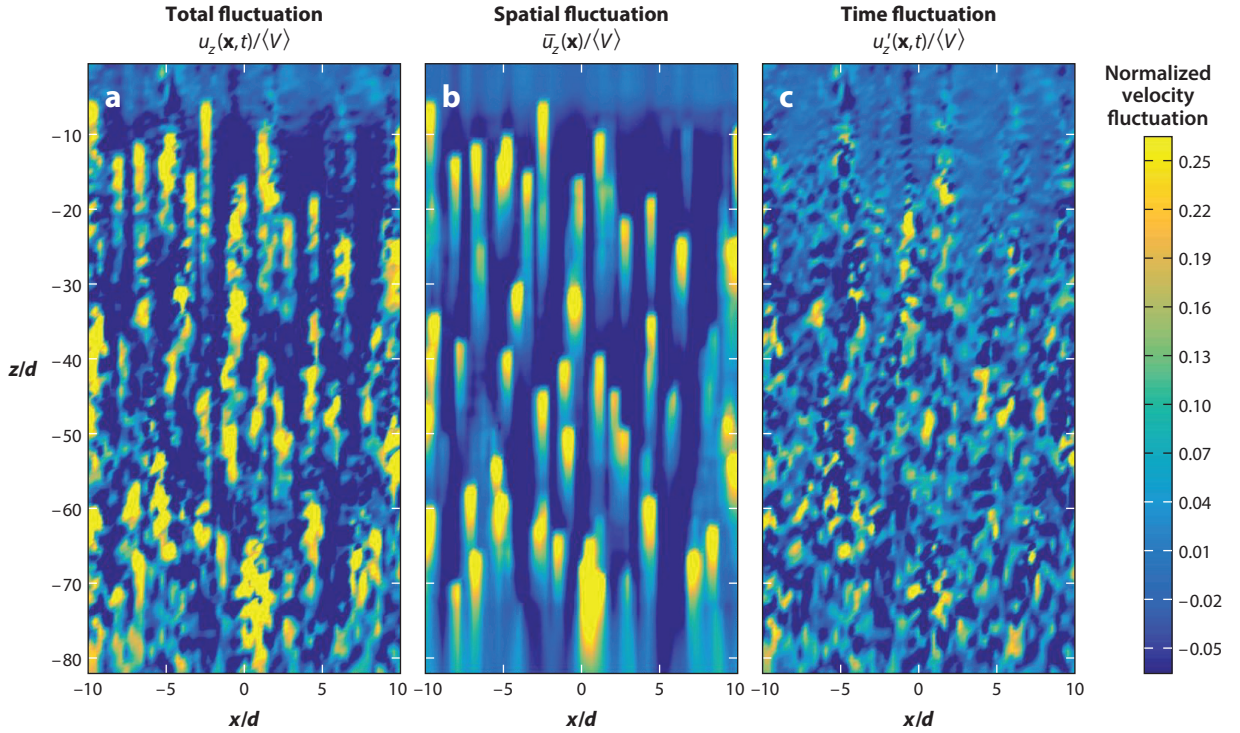 Total fluctuation
u_z(x,t)/⟨V⟩
Spatial fluctuation
ū_z(x)/⟨V⟩
Time fluctuation
u′_z(x,t)/⟨V⟩
Normalized
velocity
fluctuation
a
b
c
z/d
−10
−20
−30
−40
−50
−60
−70
−80
0.25
0.22
0.19
0.16
0.13
0.10
0.07
0.04
0.01
−0.02
−0.05
−10 −5 0 5 10
−10 −5 0 5 10
−10 −5 0 5 10
x/d
x/d
x/d